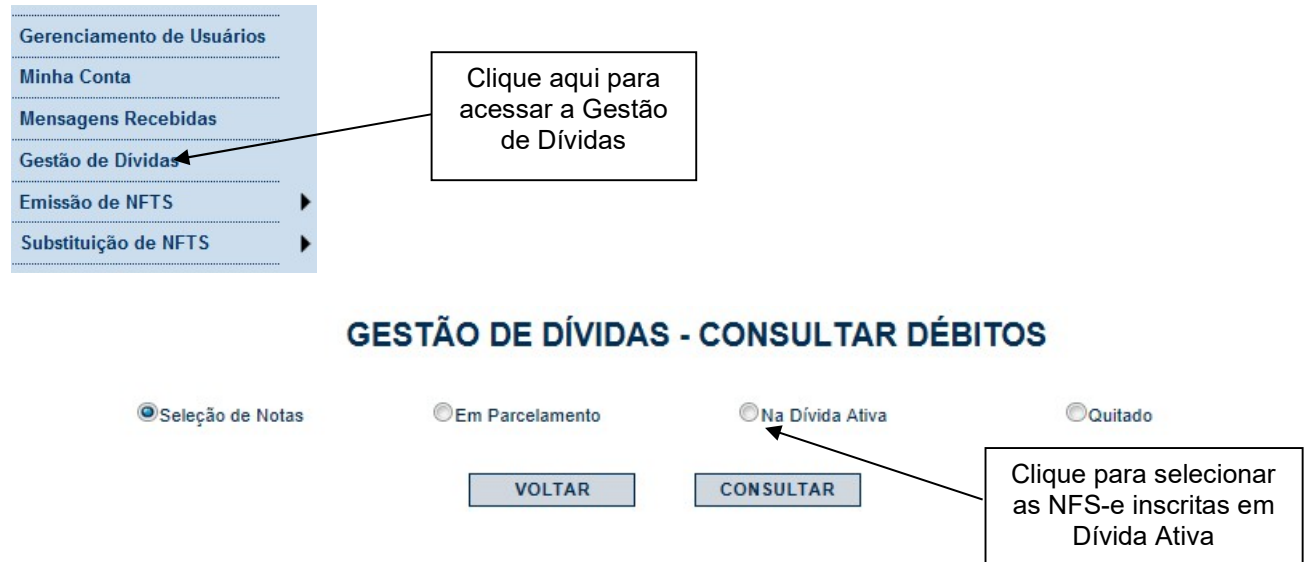 Gerenciamento de Usuários
Minha Conta
Mensagens Recebidas
Gestão de Dívidas
Emissão de NFTS
Substituição de NFTS
Clique aqui para
acessar a Gestão
de Dívidas
GESTÃO DE DÍVIDAS - CONSULTAR DÉBITOS
Seleção de Notas Em Parcelamento Na Dívida Ativa Quitado
VOLTAR CONSULTAR
Clique para selecionar
as NFS-e inscritas em
Dívida Ativa